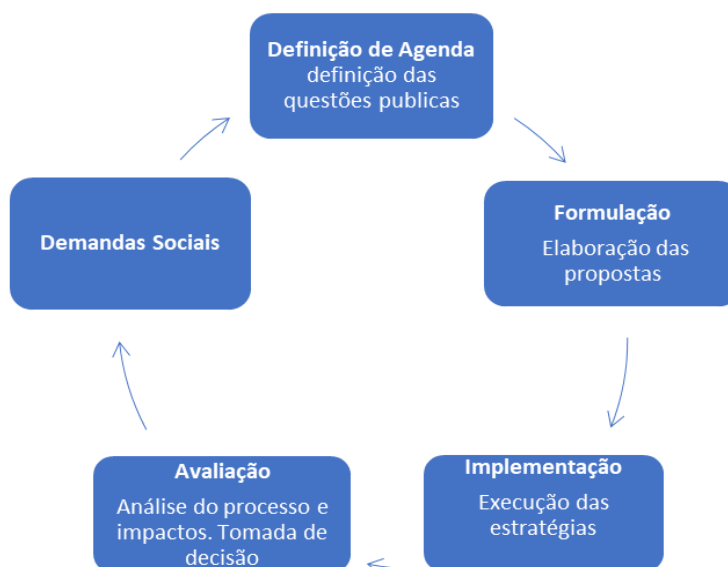 Definição de Agenda
definição das
questões publicas
Formulação
Elaboração das
propostas
Implementação
Execução das
estratégias
Avaliação
Análise do processo e
impactos. Tomada de
decisão
Demandas Sociais